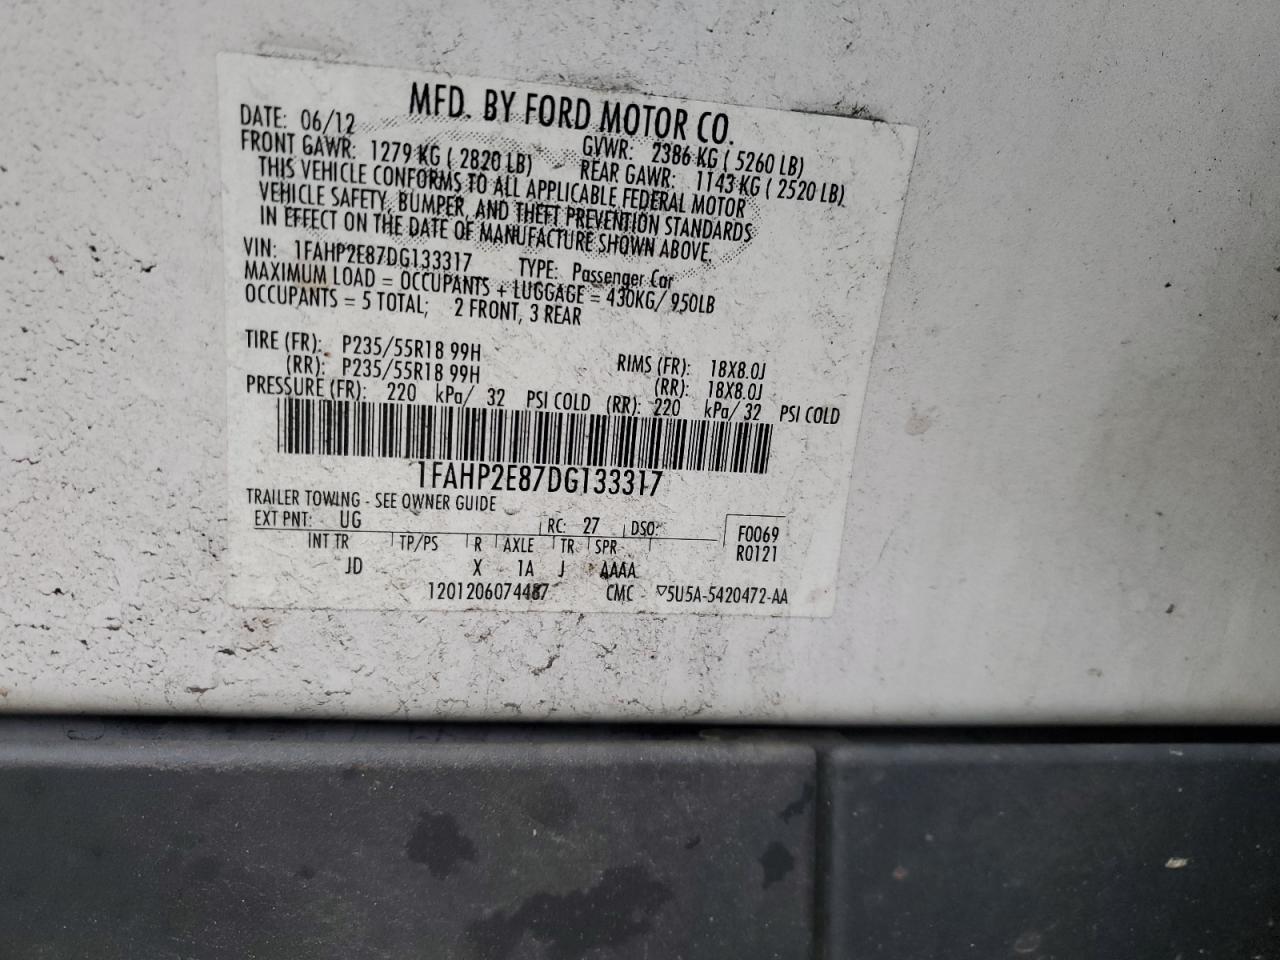 MFD. BY FORD MOTOR CO.
DATE: 06/12 GVWR: 2386 KG ( 5260 LB)
FRONT GAWR: 1279 KG ( 2820 LB) REAR GAWR: 1143 KG ( 2520 LB)
THIS VEHICLE CONFORMS TO ALL APPLICABLE FEDERAL MOTOR
VEHICLE SAFETY, BUMPER, AND THEFT PREVENTION STANDARDS
IN EFFECT ON THE DATE OF MANUFACTURE SHOWN ABOVE.
VIN: 1FAHP2E87DG133317 TYPE: Passenger Car
MAXIMUM LOAD = OCCUPANTS + LUGGAGE = 430KG/ 950LB
OCCUPANTS = 5 TOTAL; 2 FRONT, 3 REAR
TIRE (FR): P235/55R18 99H RIMS (FR): 18X8.0J
(RR): P235/55R18 99H (RR): 18X8.0J
PRESSURE (FR): 220 kPa/ 32 PSI COLD (RR): 220 kPa/ 32 PSI COLD
1FAHP2E87DG133317
TRAILER TOWING - SEE OWNER GUIDE
EXT PNT: UG RC: 27 DSO: F0069
INT TR TP/PS R AXLE TR SPR R0121
JD X 1A J AAAA
1201206074487 CMC - ▽5U5A-5420472-AA